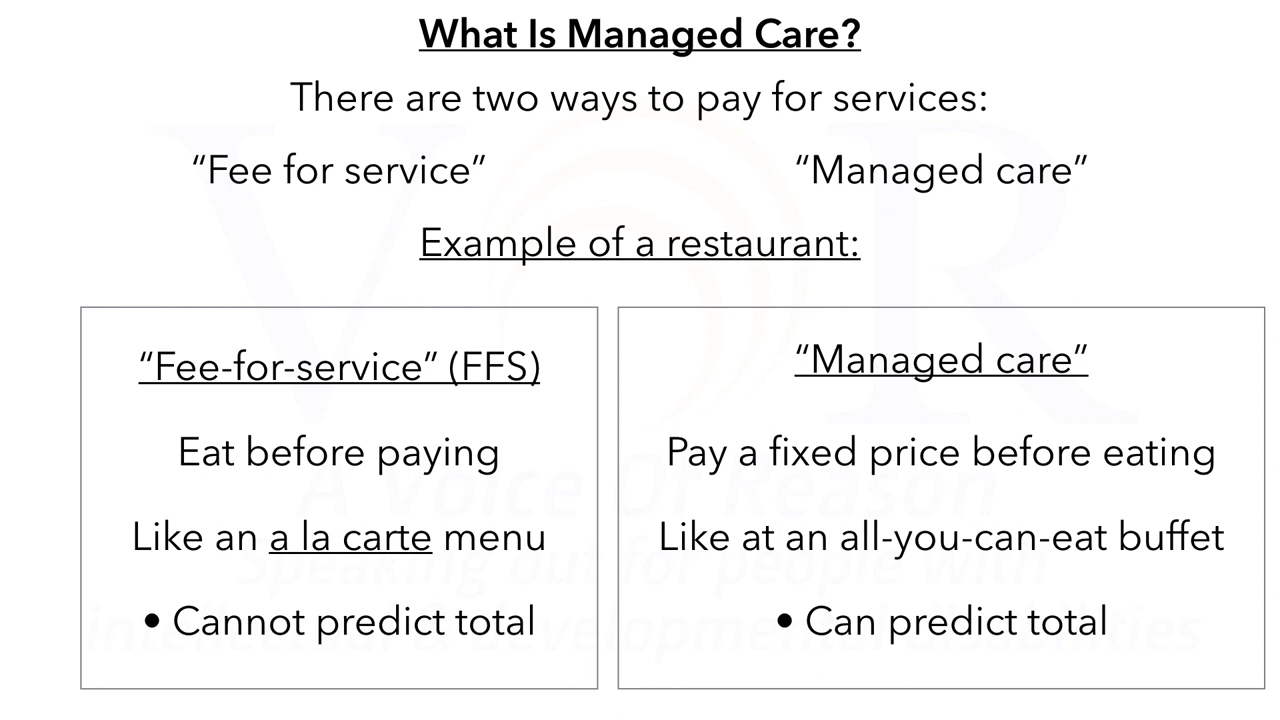 What Is Managed Care?
There are two ways to pay for services:
“Fee for service”
“Managed care”
Example of a restaurant:
“Fee-for-service” (FFS)
Eat before paying
Like an a la carte menu
• Cannot predict total
“Managed care”
Pay a fixed price before eating
Like at an all-you-can-eat buffet
• Can predict total
VOR
A Voice Of Reason
Speaking out for people with
intellectual & developmental disabilities